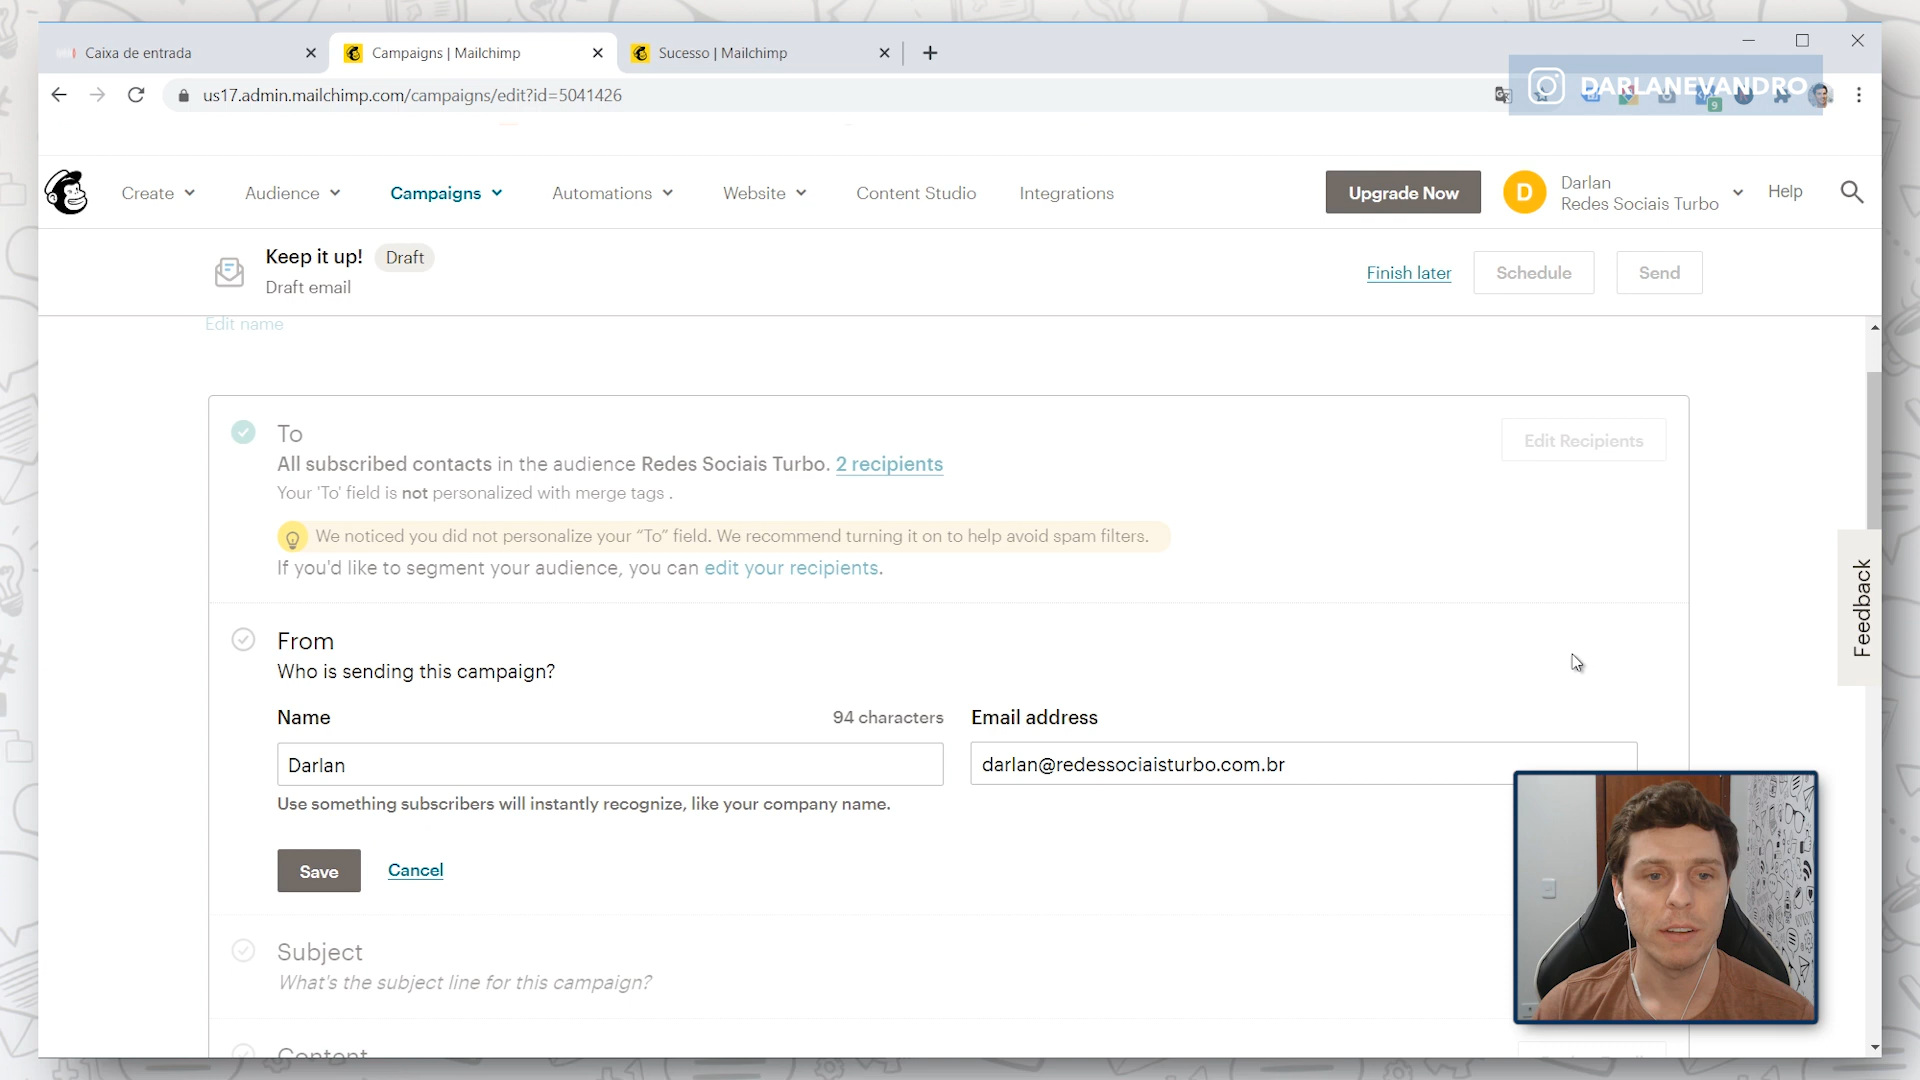 Caixa de entrada
Campaigns | Mailchimp
Sucesso | Mailchimp
us17.admin.mailchimp.com/campaigns/edit?id=5041426
DARLANEVANDRO
9
Create
Audience
Campaigns
Automations
Website
Content Studio
Integrations
Upgrade Now
D
Darlan
Redes Sociais Turbo
Help
Keep it up!
Draft
Draft email
Finish later
Schedule
Send
Edit name
To
Edit Recipients
All subscribed contacts in the audience Redes Sociais Turbo. 2 recipients
Your 'To' field is not personalized with merge tags .
We noticed you did not personalize your “To” field. We recommend turning it on to help avoid spam filters.
If you'd like to segment your audience, you can edit your recipients.
Feedback
From
Who is sending this campaign?
Name
94 characters
Email address
Darlan
darlan@redessociaisturbo.com.br
Use something subscribers will instantly recognize, like your company name.
Save
Cancel
Subject
What's the subject line for this campaign?
Content